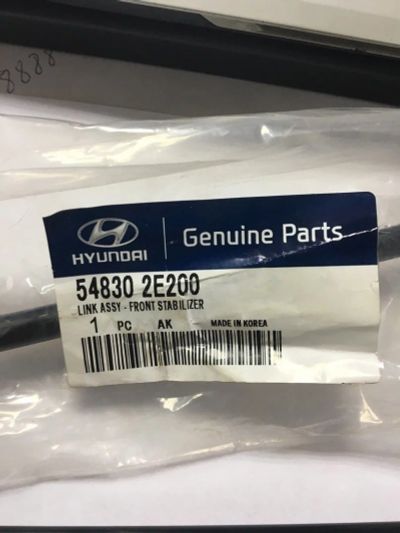 8888
HYUNDAI
Genuine Parts
54830 2E200
LINK ASSY - FRONT STABILIZER
1 PC AK MADE IN KOREA